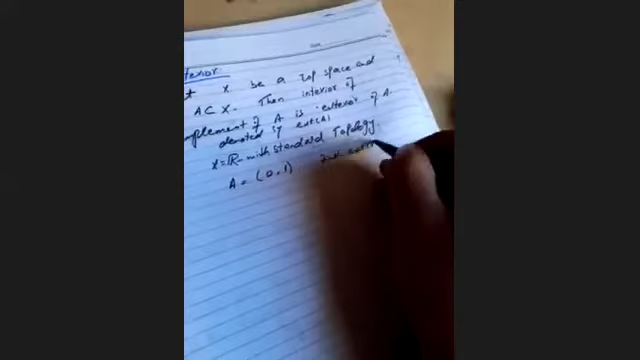 terior:
t X be a Top space and
A ⊂ X. Then interior of
mplement of A is exterior of A.
denoted by ext(A)
X = ℝ with standard Topology.
A = (0,1)